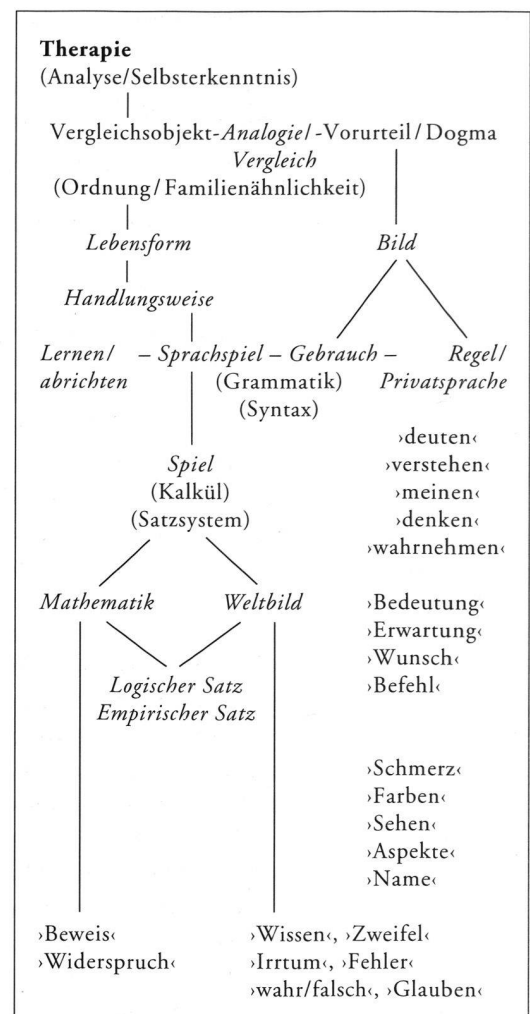 Therapie
(Analyse/Selbsterkenntnis)
Vergleichsobjekt-Analogie/ -Vorurteil/Dogma
Vergleich
(Ordnung/Familienähnlichkeit)
Lebensform
Bild
Handlungsweise
Lernen/ – Sprachspiel – Gebrauch – Regel/
abrichten (Grammatik) Privatsprache
(Syntax)
›deuten‹
Spiel ›verstehen‹
(Kalkül) ›meinen‹
(Satzsystem) ›denken‹
›wahrnehmen‹
Mathematik Weltbild ›Bedeutung‹
›Erwartung‹
›Wunsch‹
Logischer Satz ›Befehl‹
Empirischer Satz
›Schmerz‹
›Farben‹
›Sehen‹
›Aspekte‹
›Name‹
›Beweis‹ ›Wissen‹, ›Zweifel‹
›Widerspruch‹ ›Irrtum‹, ›Fehler‹
›wahr/falsch‹, ›Glauben‹